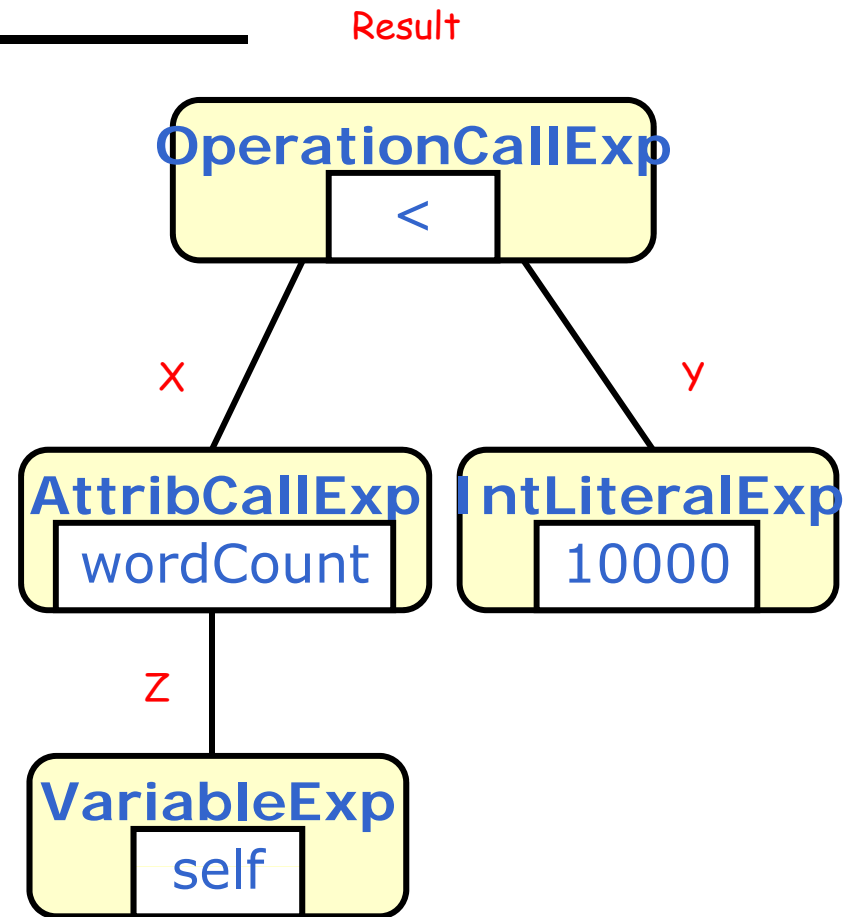 Result
OperationCallExp
<
X
Y
AttribCallExp
IntLiteralExp
wordCount
10000
Z
VariableExp
self